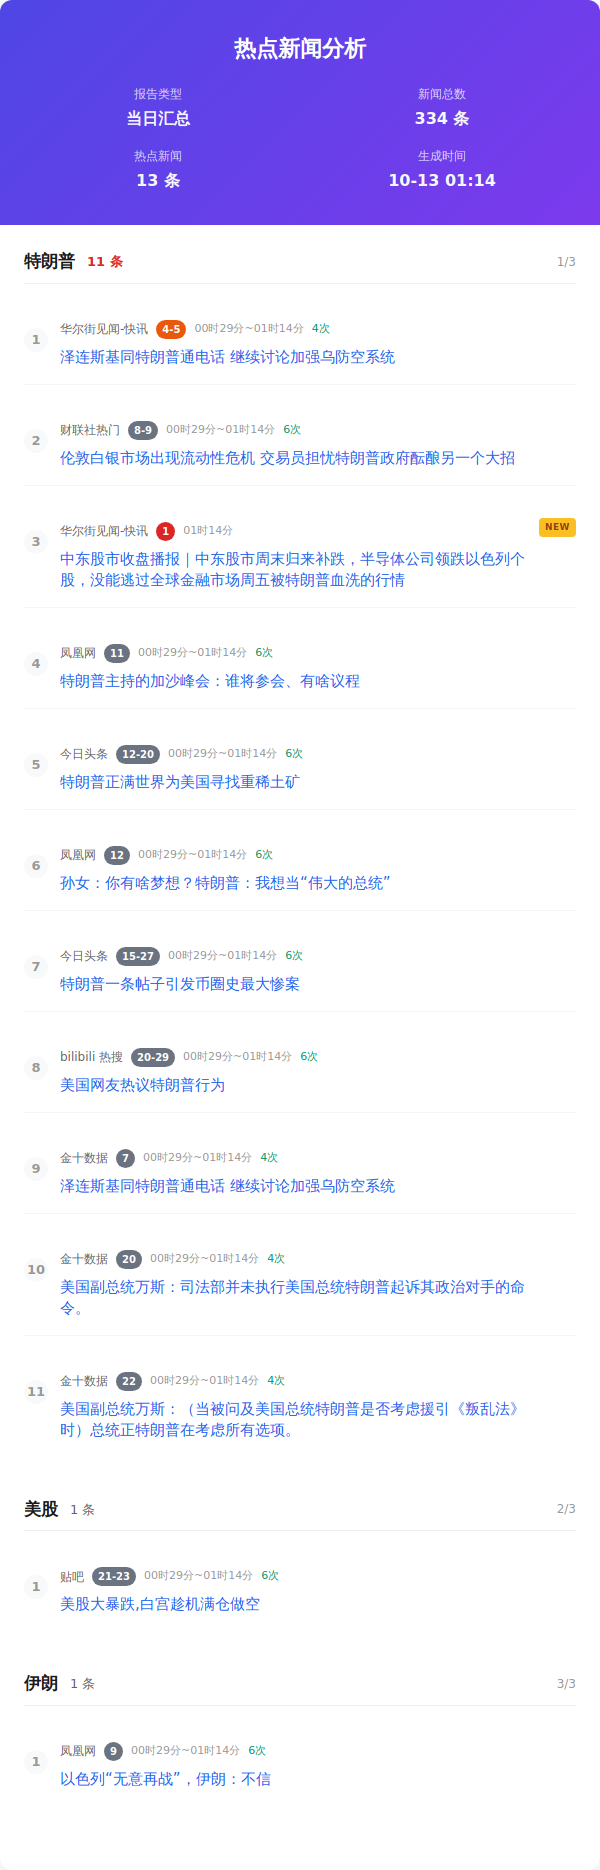 热点新闻分析
报告类型
新闻总数
当日汇总
334 条
热点新闻
生成时间
13 条
10-13 01:14
特朗普 11 条 1/3
1
华尔街见闻-快讯 4-5 00时29分~01时14分 4次
泽连斯基同特朗普通电话 继续讨论加强乌防空系统
2
财联社热门 8-9 00时29分~01时14分 6次
伦敦白银市场出现流动性危机 交易员担忧特朗普政府酝酿另一个大招
3
华尔街见闻-快讯 1 01时14分 NEW
中东股市收盘播报｜中东股市周末归来补跌，半导体公司领跌以色列个
股，没能逃过全球金融市场周五被特朗普血洗的行情
4
凤凰网 11 00时29分~01时14分 6次
特朗普主持的加沙峰会：谁将参会、有啥议程
5
今日头条 12-20 00时29分~01时14分 6次
特朗普正满世界为美国寻找重稀土矿
6
凤凰网 12 00时29分~01时14分 6次
孙女：你有啥梦想？特朗普：我想当“伟大的总统”
7
今日头条 15-27 00时29分~01时14分 6次
特朗普一条帖子引发币圈史最大惨案
8
bilibili 热搜 20-29 00时29分~01时14分 6次
美国网友热议特朗普行为
9
金十数据 7 00时29分~01时14分 4次
泽连斯基同特朗普通电话 继续讨论加强乌防空系统
10
金十数据 20 00时29分~01时14分 4次
美国副总统万斯：司法部并未执行美国总统特朗普起诉其政治对手的命
令。
11
金十数据 22 00时29分~01时14分 4次
美国副总统万斯：（当被问及美国总统特朗普是否考虑援引《叛乱法》
时）总统正特朗普在考虑所有选项。
美股 1 条 2/3
1
贴吧 21-23 00时29分~01时14分 6次
美股大暴跌,白宫趁机满仓做空
伊朗 1 条 3/3
1
凤凰网 9 00时29分~01时14分 6次
以色列“无意再战”，伊朗：不信